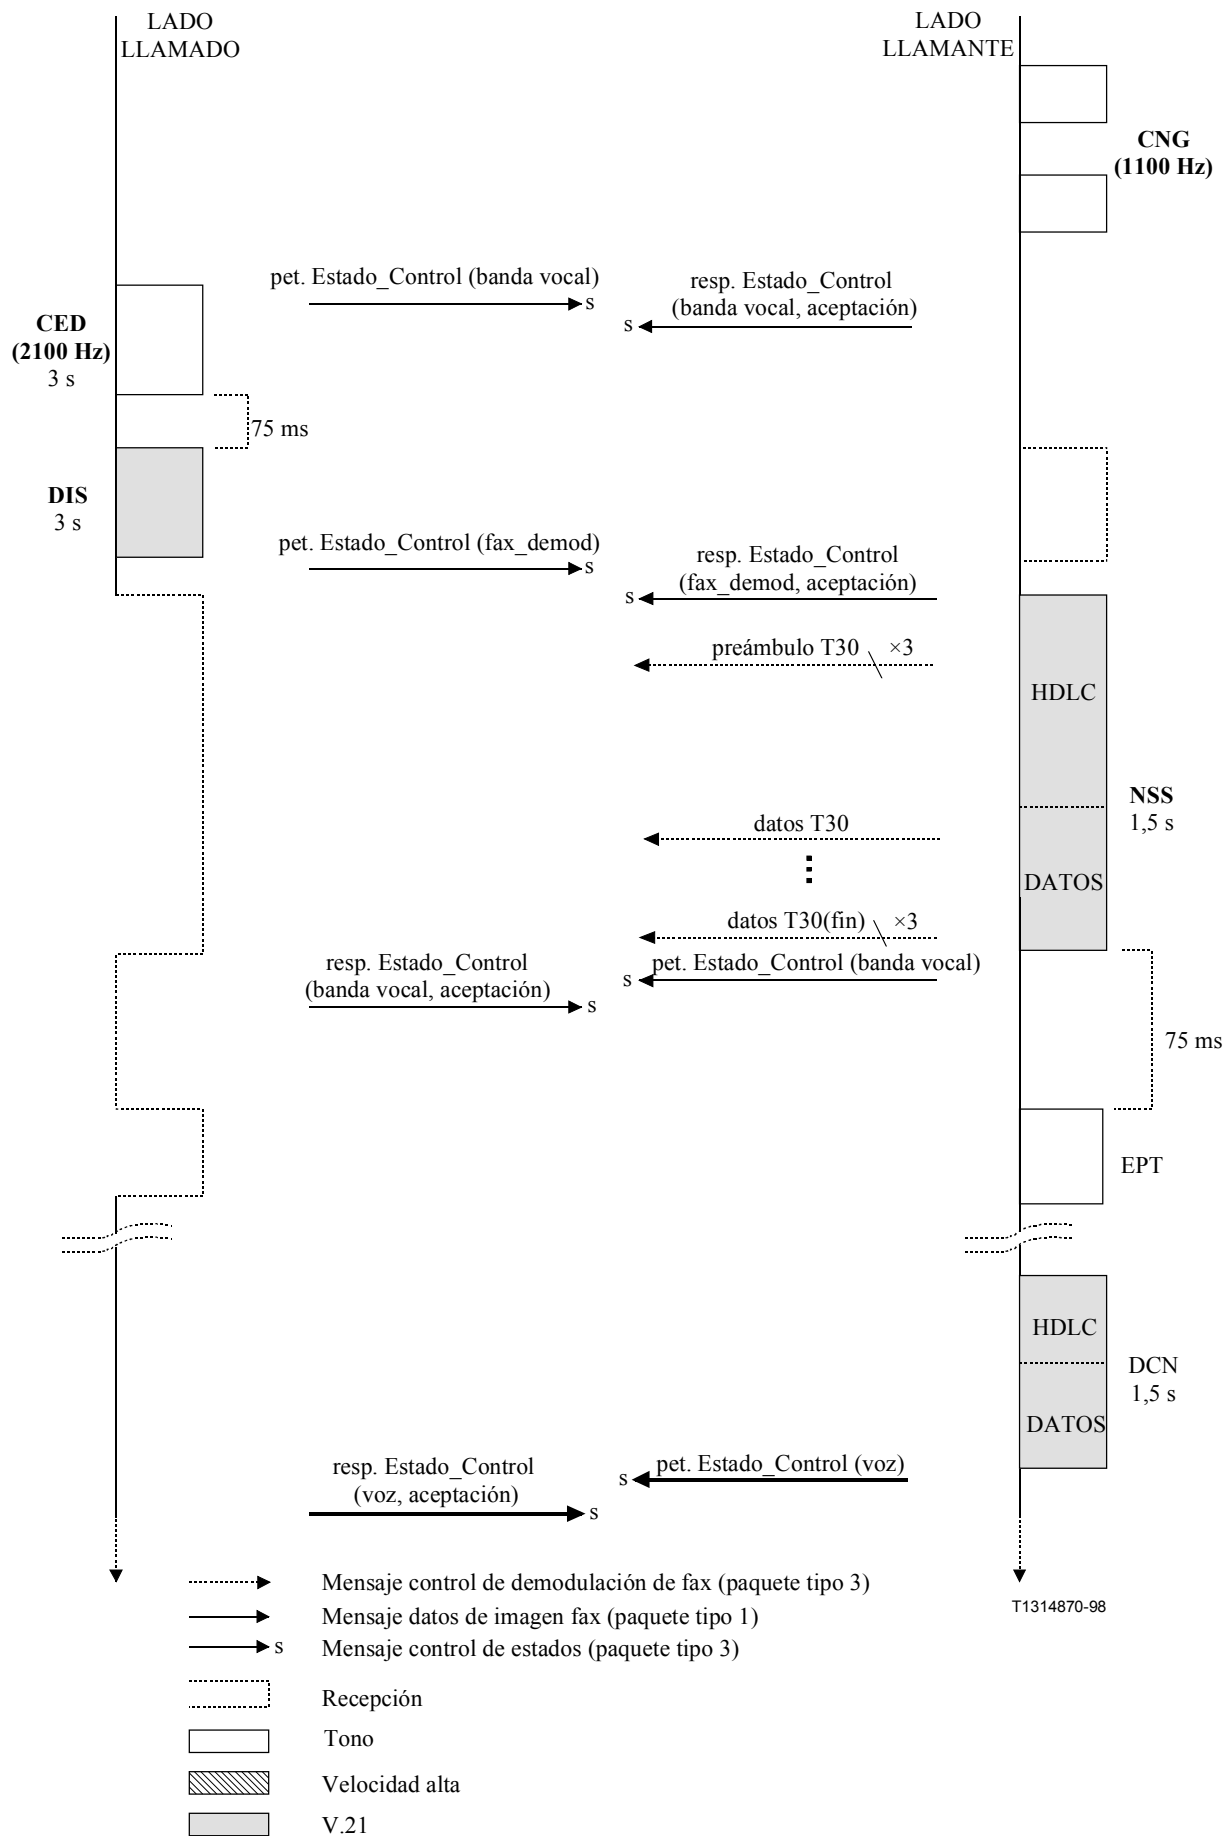 LADO
LLAMADO
LADO
LLAMANTE
CNG
(1100 Hz)
pet. Estado_Control (banda vocal)
s
resp. Estado_Control
(banda vocal, aceptación)
s
CED
(2100 Hz)
3 s
75 ms
DIS
3 s
pet. Estado_Control (fax_demod)
s
resp. Estado_Control
(fax_demod, aceptación)
s
preámbulo T30 ×3
HDLC
NSS
1,5 s
datos T30
DATOS
datos T30(fin) ×3
resp. Estado_Control
(banda vocal, aceptación)
s
pet. Estado_Control (banda vocal)
s
75 ms
EPT
HDLC
DCN
1,5 s
DATOS
resp. Estado_Control
(voz, aceptación)
s
pet. Estado_Control (voz)
s
Mensaje control de demodulación de fax (paquete tipo 3)
T1314870-98
Mensaje datos de imagen fax (paquete tipo 1)
s Mensaje control de estados (paquete tipo 3)
Recepción
Tono
Velocidad alta
V.21